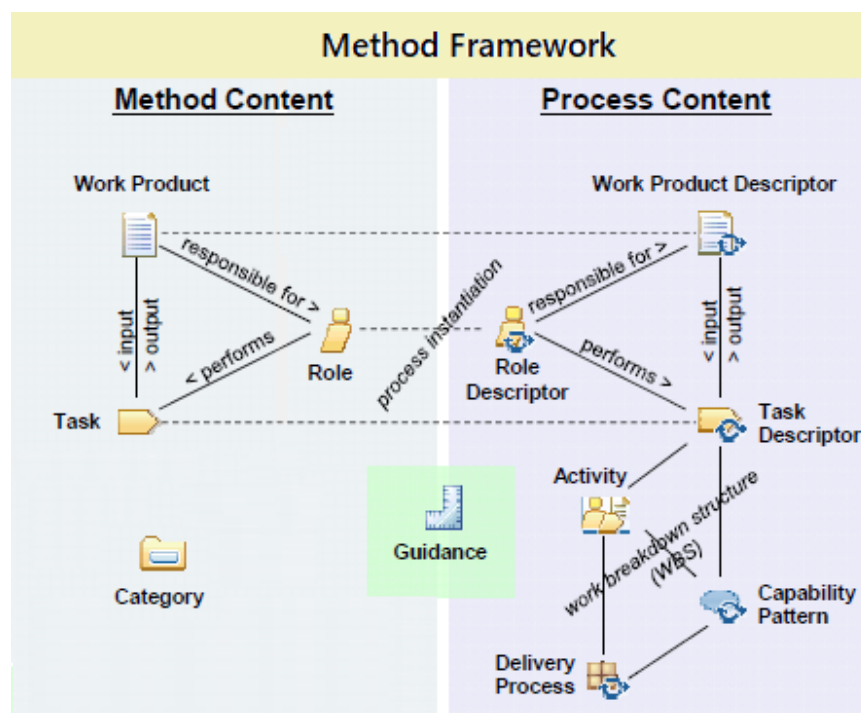 Method Framework
Method Content
Process Content
Work Product
Work Product Descriptor
responsible for >
responsible for >
< input
> output
process instantiation
< input
> output
< performs
performs >
Role
Role
Descriptor
Task
Task
Descriptor
Activity
Guidance
work breakdown structure
(WBS)
Category
Capability
Pattern
Delivery
Process